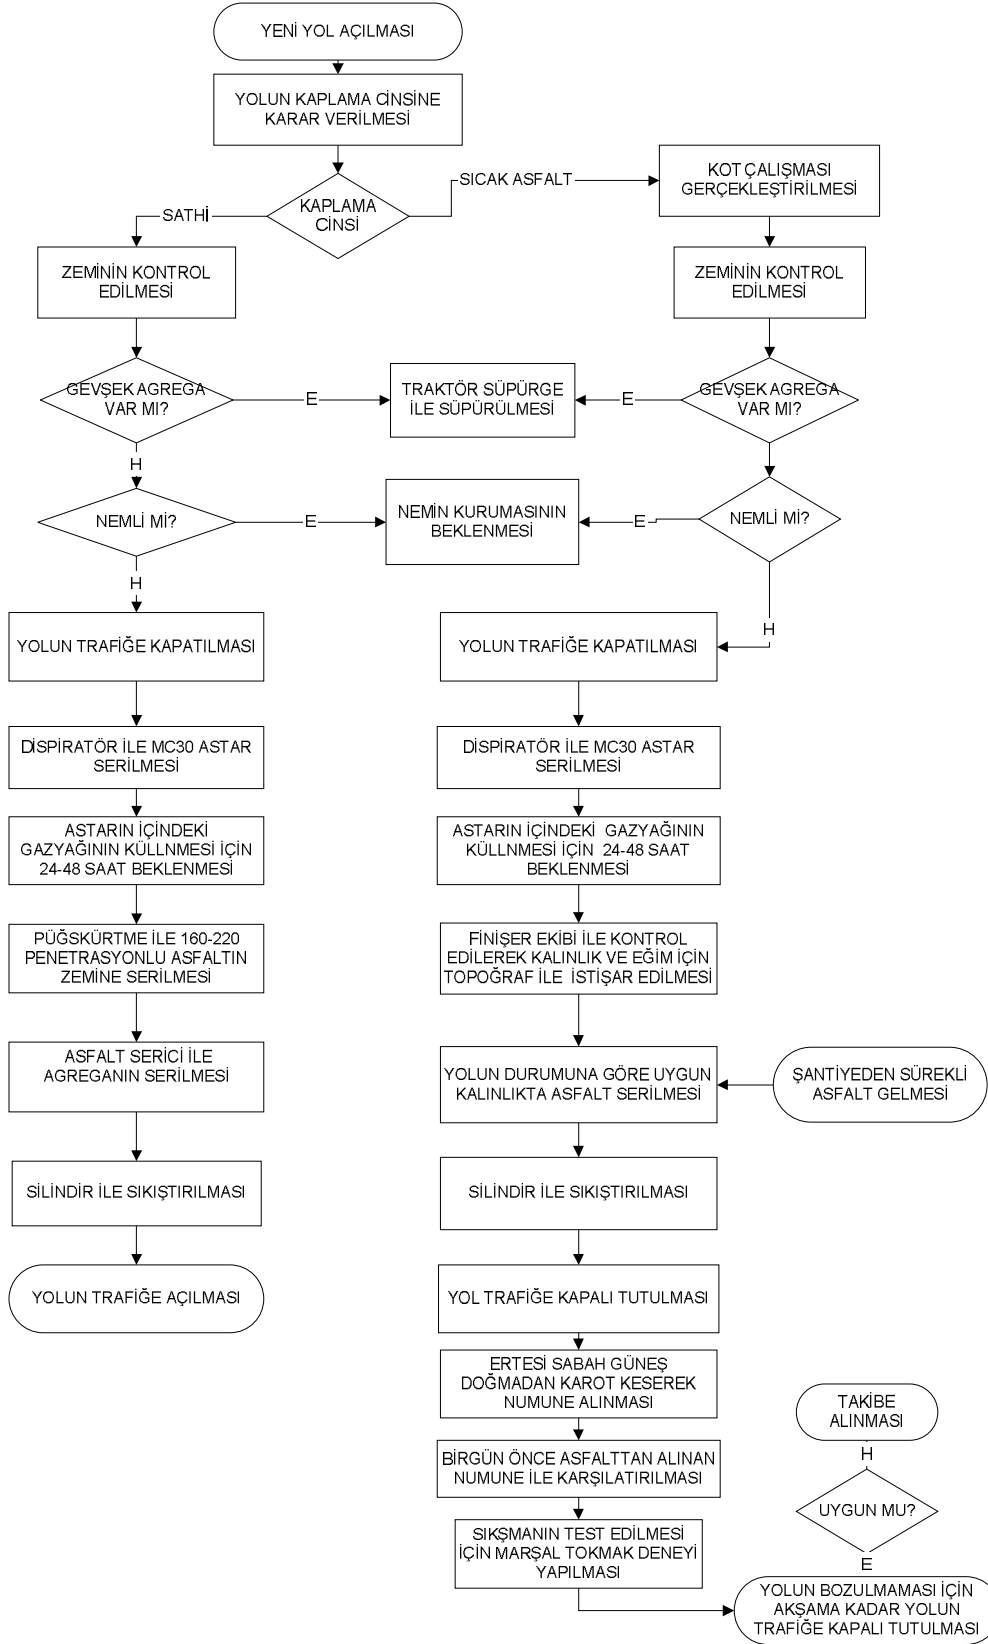 YENİ YOL AÇILMASI
YOLUN KAPLAMA CİNSİNE
KARAR VERİLMESİ
KAPLAMA
CİNSİ
SATHİ
SICAK ASFALT
KOT ÇALIŞMASI
GERÇEKLEŞTİRİLMESİ
ZEMİNİN KONTROL
EDİLMESİ
ZEMİNİN KONTROL
EDİLMESİ
GEVŞEK AGREGA
VAR MI?
E
TRAKTÖR SÜPÜRGE
İLE SÜPÜRÜLMESİ
E
GEVŞEK AGREGA
VAR MI?
H
NEMLİ Mİ?
E
NEMİN KURUMASININ
BEKLENMESİ
E
NEMLİ Mİ?
H
H
YOLUN TRAFİĞE KAPATILMASI
DİSPİRATÖR İLE MC30 ASTAR
SERİLMESİ
ASTARIN İÇİNDEKİ
GAZYAĞININ KÜLLNMESİ İÇİN
24-48 SAAT BEKLENMESİ
PÜĞSKÜRTME İLE 160-220
PENETRASYONLU ASFALTIN
ZEMİNE SERİLMESİ
ASFALT SERİCİ İLE
AGREGANIN SERİLMESİ
SİLİNDİR İLE SIKIŞTIRILMASI
YOLUN TRAFİĞE AÇILMASI
YOLUN TRAFİĞE KAPATILMASI
DİSPİRATÖR İLE MC30 ASTAR
SERİLMESİ
ASTARIN İÇİNDEKİ GAZYAĞININ
KÜLLNMESİ İÇİN 24-48 SAAT
BEKLENMESİ
FİNİŞER EKİBİ İLE KONTROL
EDİLEREK KALINLIK VE EĞİM İÇİN
TOPOĞRAF İLE İSTİŞAR EDİLMESİ
YOLUN DURUMUNA GÖRE UYGUN
KALINLIKTA ASFALT SERİLMESİ
ŞANTİYEDEN SÜREKLİ
ASFALT GELMESİ
SİLİNDİR İLE SIKIŞTIRILMASI
YOL TRAFİĞE KAPALI TUTULMASI
ERTESİ SABAH GÜNEŞ
DOĞMADAN KAROT KESEREK
NUMUNE ALINMASI
BİRGÜN ÖNCE ASFALTTAN ALINAN
NUMUNE İLE KARŞILATIRILMASI
SIKŞMANIN TEST EDİLMESİ
İÇİN MARŞAL TOKMAK DENEYİ
YAPILMASI
TAKİBE
ALINMASI
H
UYGUN MU?
E
YOLUN BOZULMAMASI İÇİN
AKŞAMA KADAR YOLUN
TRAFİĞE KAPALI TUTULMASI